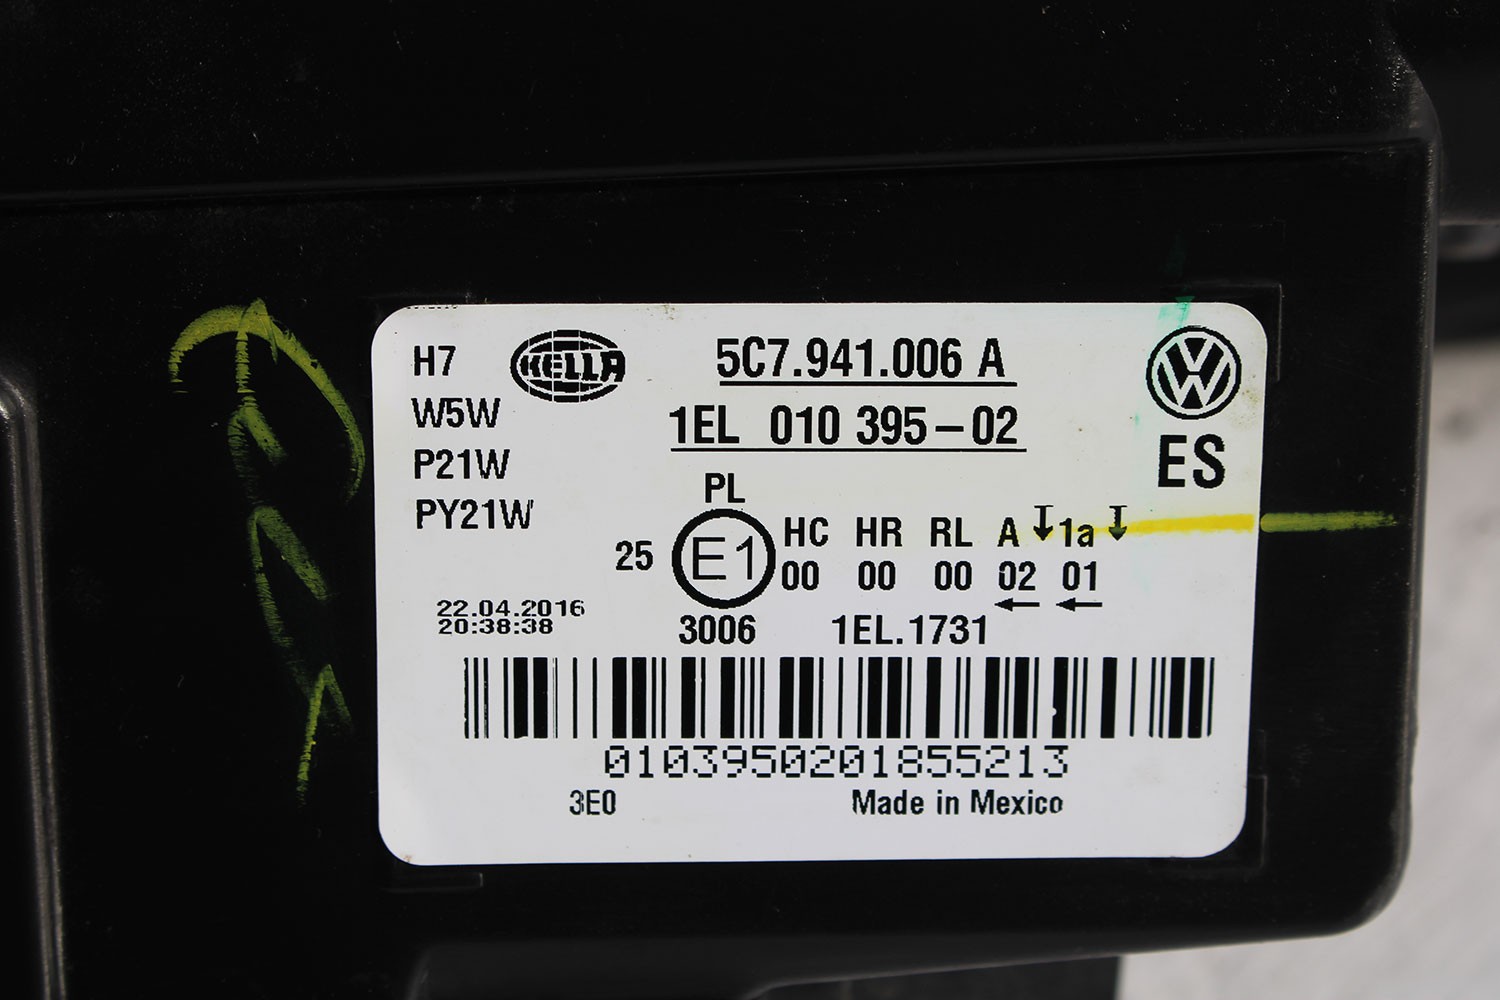 H7
HELLA
5C7.941.006 A
W5W
1EL 010 395-02
P21W
ES
PL
PY21W
HC HR RL A 1a
25 E1 00 00 00 02 01
22.04.2016
20:38:38
3006 1EL.1731
0103950201855213
3E0 Made in Mexico